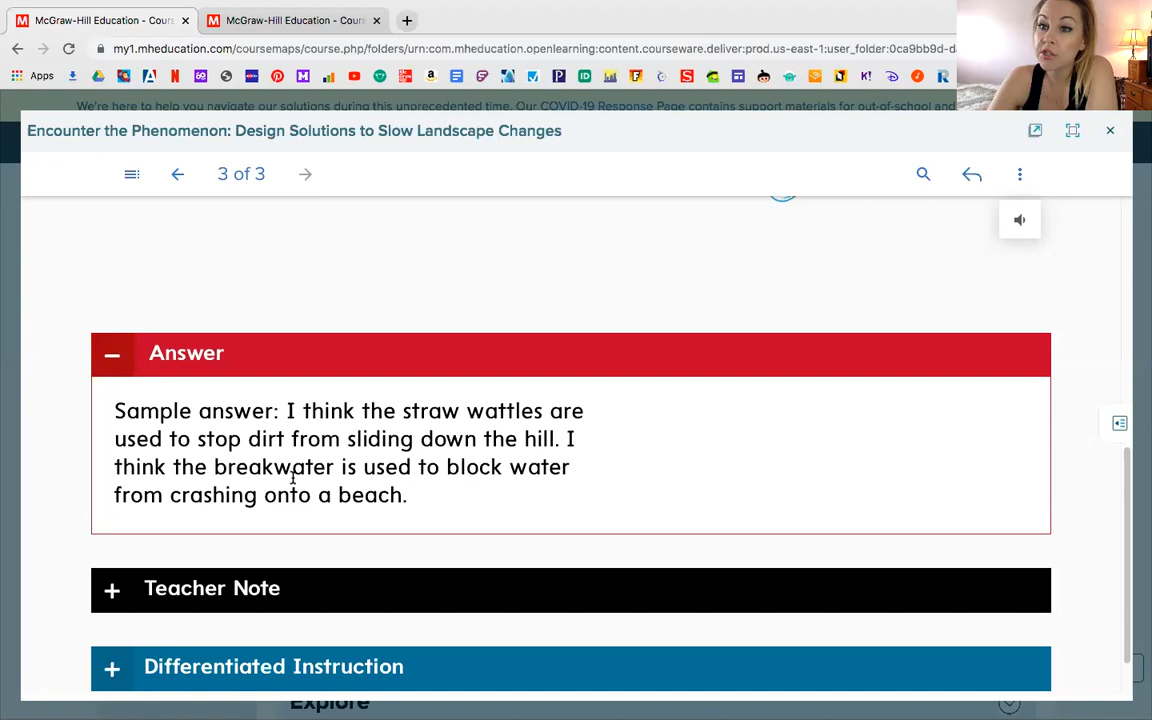 McGraw-Hill Education - Cours
McGraw-Hill Education - Cours
my1.mheducation.com/coursemaps/course.php/folders/urn:com.mheducation.openlearning:content.courseware.deliver:prod.us-east-1:user_folder:0ca9bb9d-d
Apps
We're here to help you navigate our solutions during this unprecedented time. Our COVID-19 Response Page contains support materials for out-of-school and
Encounter the Phenomenon: Design Solutions to Slow Landscape Changes
3 of 3
Answer
Sample answer: I think the straw wattles are
used to stop dirt from sliding down the hill. I
think the breakwater is used to block water
from crashing onto a beach.
Teacher Note
Differentiated Instruction
Explore